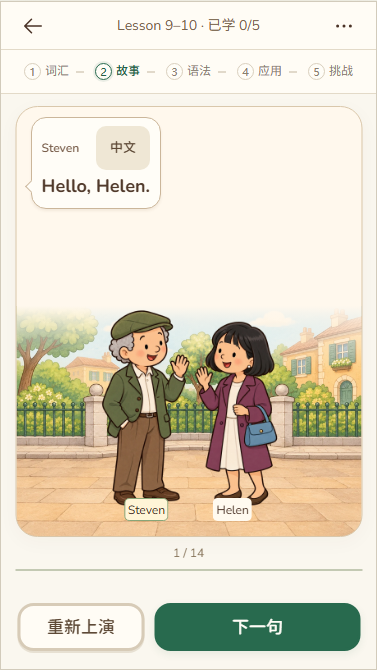 Lesson 9–10 · 已学 0/5
1 词汇 – 2 故事 – 3 语法 – 4 应用 – 5 挑战
Steven 中文
Hello, Helen.
Steven Helen
1 / 14
重新上演 下一句